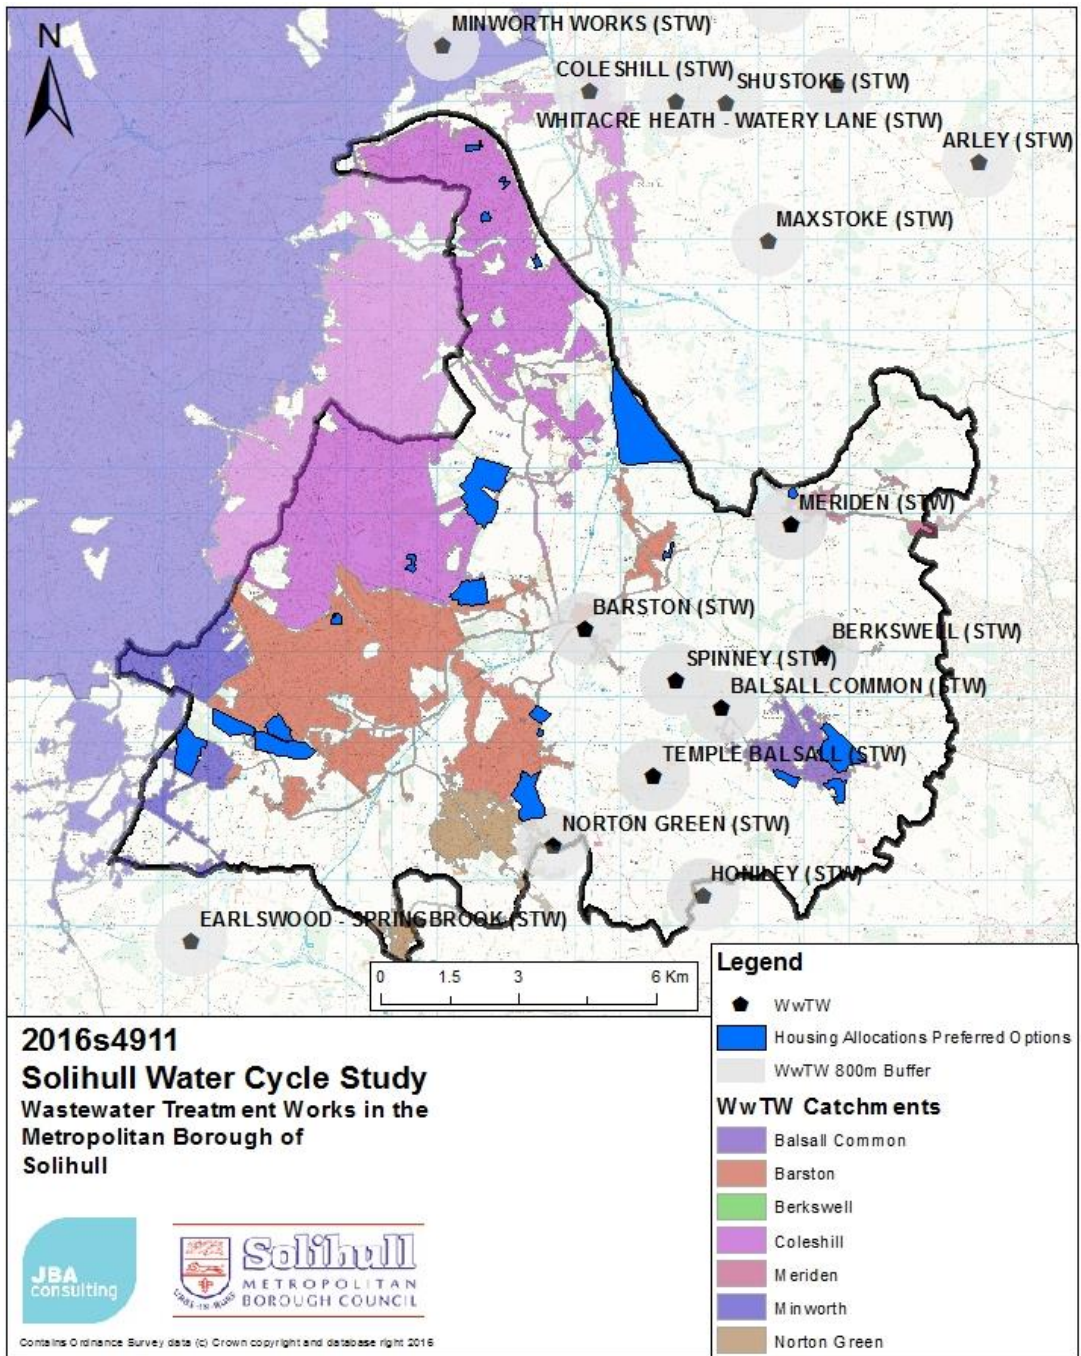 N
MINWORTH WORKS (STW)
COLESHILL (STW)
SHUSTOKE (STW)
WHITACRE HEATH - WATERY LANE (STW)
ARLEY (STW)
MAXSTOKE (STW)
MERIDEN (STW)
BARSTON (STW)
BERKSWELL (STW)
SPINNEY (STW)
BALSALL COMMON (STW)
TEMPLE BALSALL (STW)
NORTON GREEN (STW)
HONILEY (STW)
EARLSWOOD - SPRINGBROOK (STW)
0 1.5 3 6 Km
Legend
WwTW
Housing Allocations Preferred Options
WwTW 800m Buffer
WwTW Catchments
Balsall Common
Barston
Berkswell
Coleshill
Meriden
Minworth
Norton Green
2016s4911
Solihull Water Cycle Study
Wastewater Treatment Works in the
Metropolitan Borough of
Solihull
JBA
consulting
Solihull
METROPOLITAN
BOROUGH COUNCIL
URBS-IN-RURE
Contains Ordnance Survey data (c) Crown copyright and database right 2016